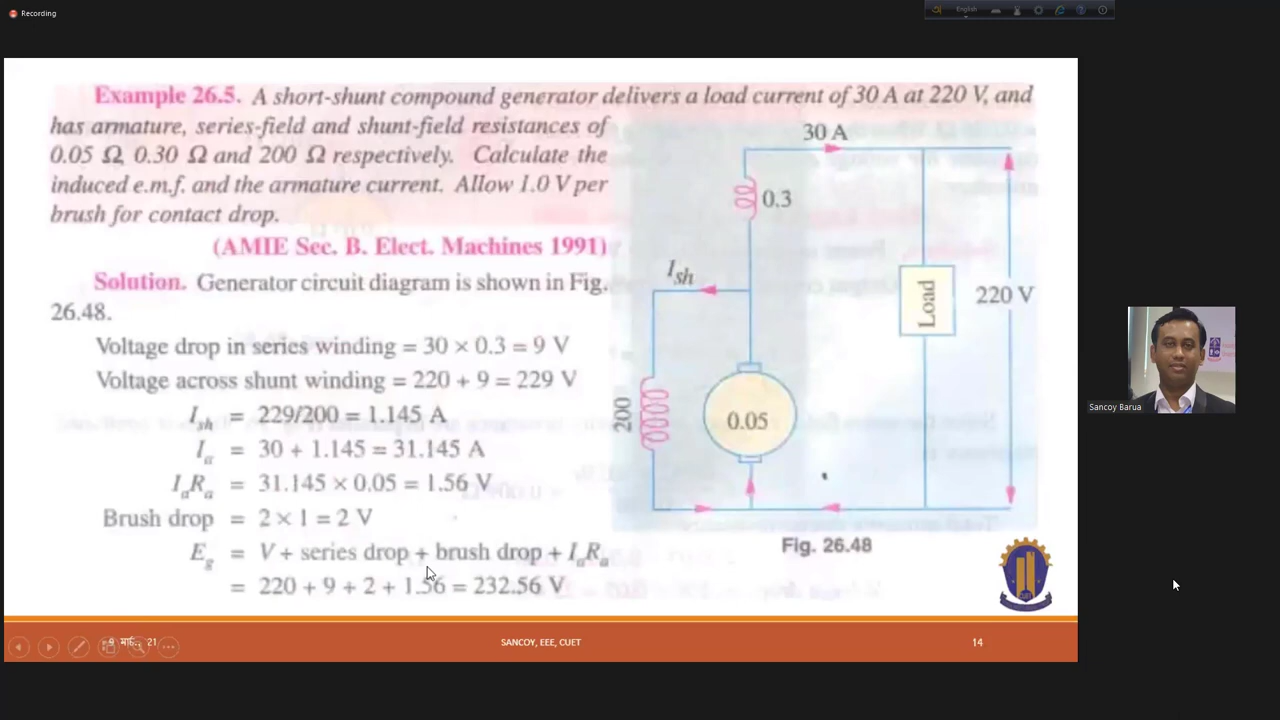 Recording
English
Example 26.5. A short-shunt compound generator delivers a load current of 30 A at 220 V, and
has armature, series-field and shunt-field resistances of
0.05 Ω, 0.30 Ω and 200 Ω respectively. Calculate the
induced e.m.f. and the armature current. Allow 1.0 V per
brush for contact drop.
(AMIE Sec. B. Elect. Machines 1991)
Solution. Generator circuit diagram is shown in Fig.
26.48.
Voltage drop in series winding = 30 × 0.3 = 9 V
Voltage across shunt winding = 220 + 9 = 229 V
Ish = 229/200 = 1.145 A
Ia = 30 + 1.145 = 31.145 A
IaRa = 31.145 × 0.05 = 1.56 V
Brush drop = 2 × 1 = 2 V
Eg = V + series drop + brush drop + IaRa
= 220 + 9 + 2 + 1.56 = 232.56 V
30 A
0.3
Ish
Load
220 V
200
0.05
Fig. 26.48
Sancoy Barua
21
SANCOY, EEE, CUET
14